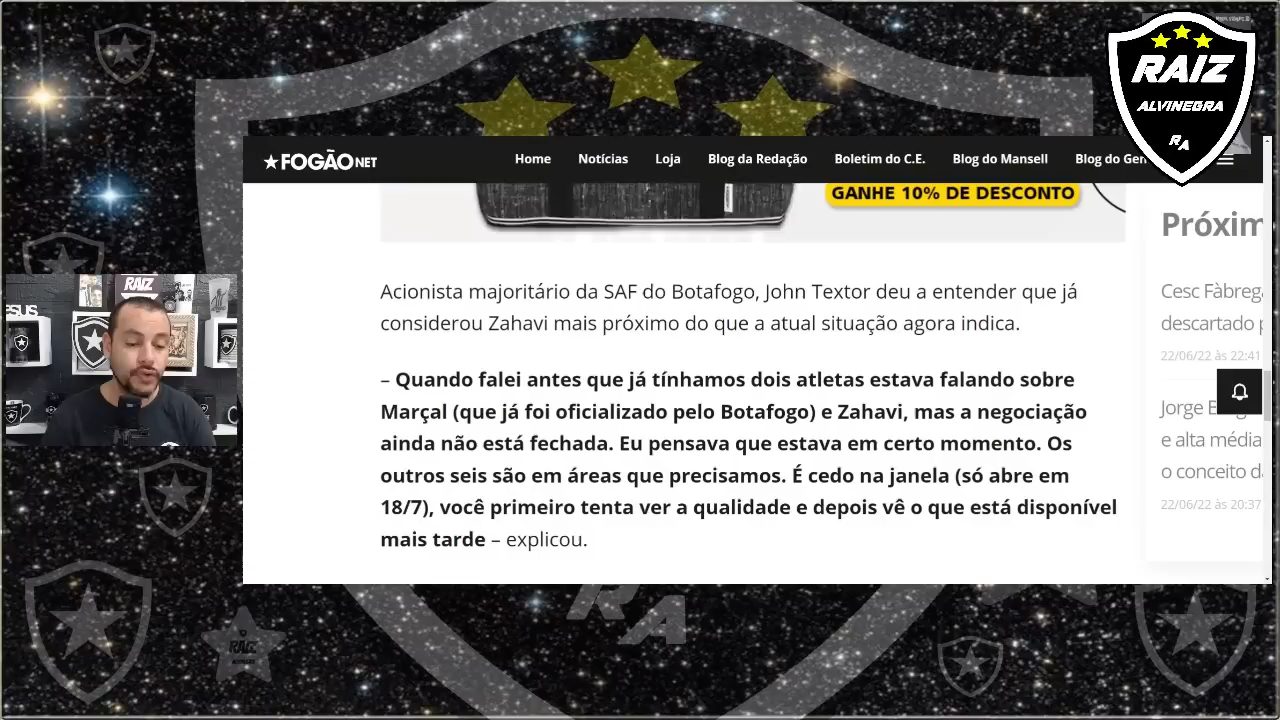 RAIZ
ALVINEGRA
RA
★FOGÃONET
Home Notícias Loja Blog da Redação Boletim do C.E. Blog do Mansell Blog do Ger
GANHE 10% DE DESCONTO
Acionista majoritário da SAF do Botafogo, John Textor deu a entender que já
considerou Zahavi mais próximo do que a atual situação agora indica.
– Quando falei antes que já tínhamos dois atletas estava falando sobre
Marçal (que já foi oficializado pelo Botafogo) e Zahavi, mas a negociação
ainda não está fechada. Eu pensava que estava em certo momento. Os
outros seis são em áreas que precisamos. É cedo na janela (só abre em
18/7), você primeiro tenta ver a qualidade e depois vê o que está disponível
mais tarde – explicou.
Próxim
Cesc Fàbreg
descartado p
22/06/22 às 22:41
Jorge B
e alta média
o conceito d
22/06/22 às 20:37
RAIZ
RA
RAIZ
ALVINEGRA